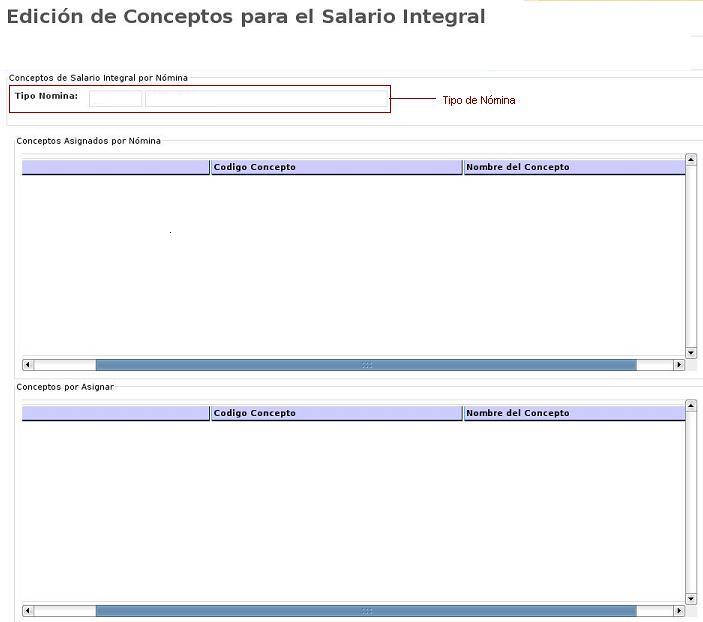 Edición de Conceptos para el Salario Integral
Conceptos de Salario Integral por Nómina
Tipo Nomina:
Tipo de Nómina
Conceptos Asignados por Nómina
Codigo Concepto Nombre del Concepto
Conceptos por Asignar
Codigo Concepto Nombre del Concepto